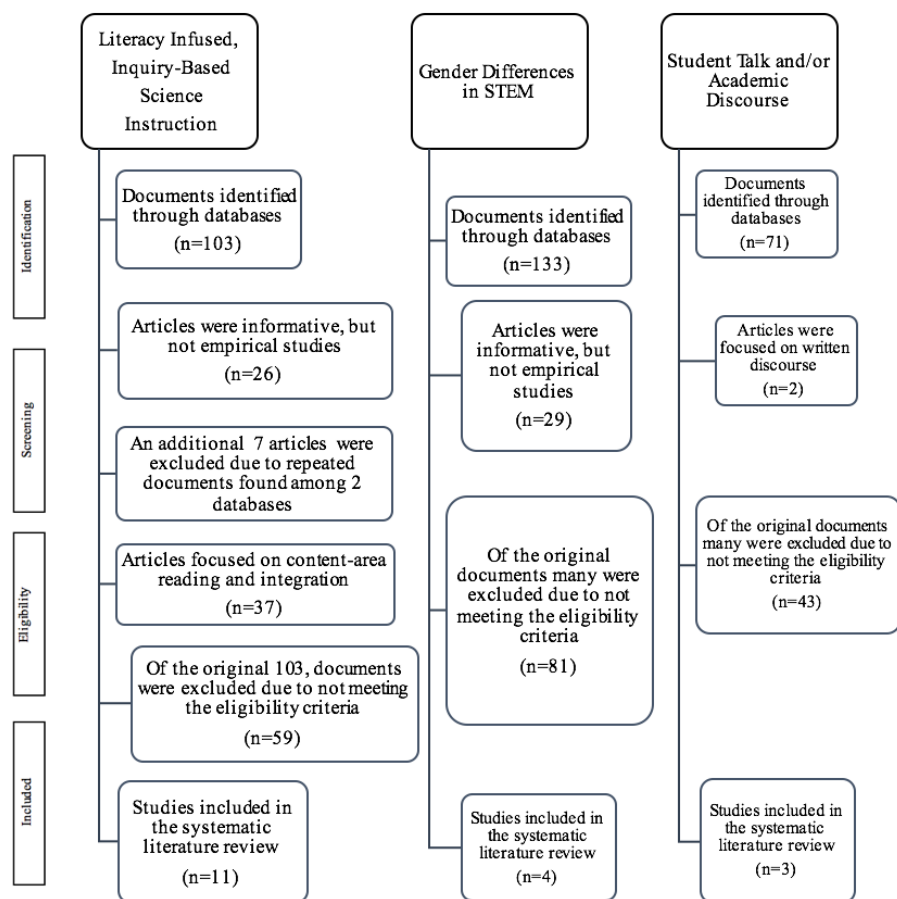 Literacy Infused,
Inquiry-Based
Science
Instruction
Gender Differences
in STEM
Student Talk and/or
Academic
Discourse
Identification
Screening
Eligibility
Included
Documents identified
through databases
(n=103)
Articles were informative, but
not empirical studies
(n=26)
An additional 7 articles were
excluded due to repeated
documents found among 2
databases
Articles focused on content-area
reading and integration
(n=37)
Of the original 103, documents
were excluded due to not meeting
the eligibility criteria
(n=59)
Studies included in
the systematic
literature review
(n=11)
Documents identified
through databases
(n=133)
Articles were
informative, but
not empirical
studies
(n=29)
Of the original
documents many were
excluded due to not
meeting the eligibility
criteria
(n=81)
Studies included in
the systematic
literature review
(n=4)
Documents
identified through
databases
(n=71)
Articles were
focused on written
discourse
(n=2)
Of the original documents
many were excluded due to
not meeting the eligibility
criteria
(n=43)
Studies included in
the systematic
literature review
(n=3)